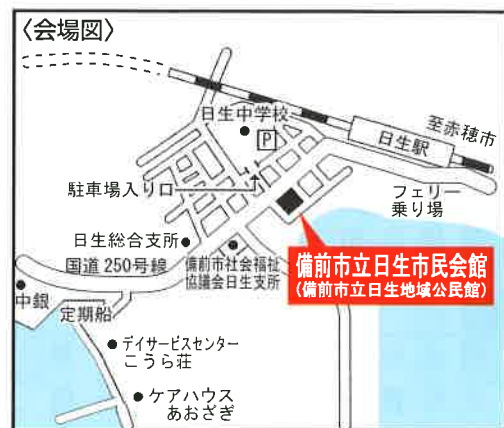 〈会場図〉
日生中学校
P
日生駅
至赤穂市
駐車場入り口
フェリー
乗り場
日生総合支所
国道250号線
備前市社会福祉
協議会日生支所
備前市立日生市民会館
(備前市立日生地域公民館)
中銀
定期船
デイサービスセンター
こうら荘
ケアハウス
あおざぎ